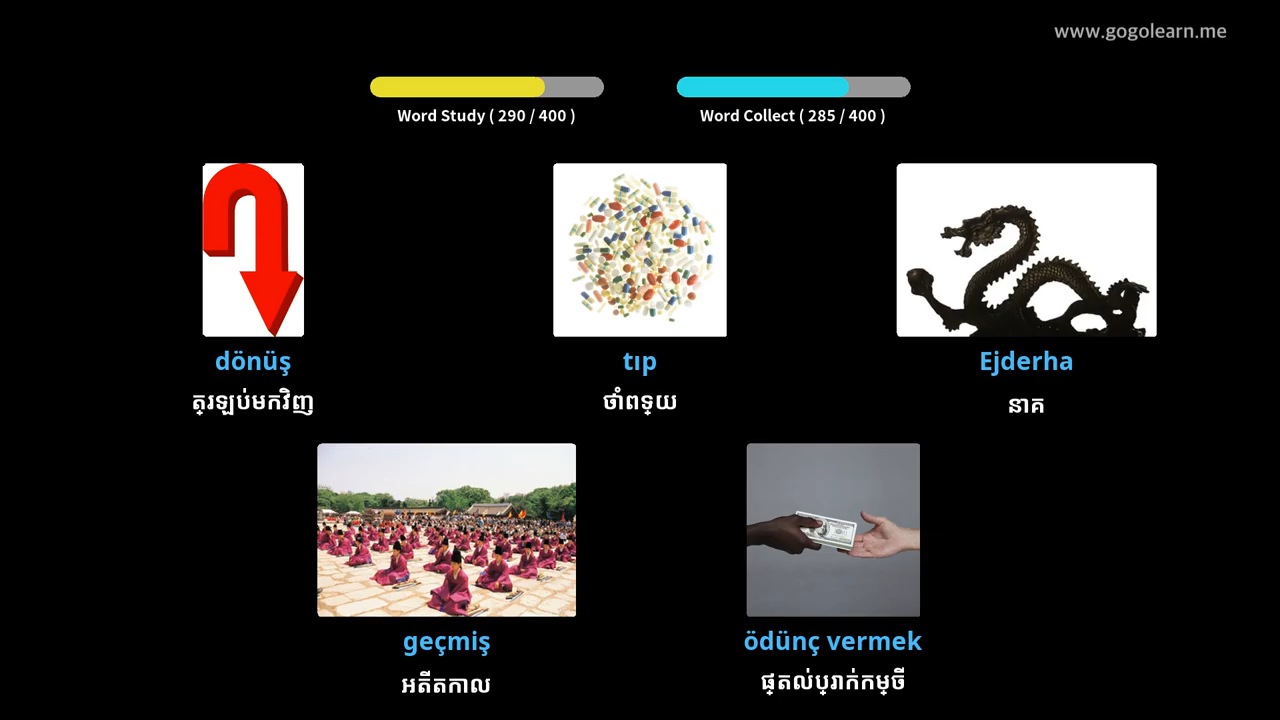 www.gogolearn.me
Word Study ( 290 / 400 )
Word Collect ( 285 / 400 )
dönüş
ត្រឡប់មកវិញ
tıp
ថាំពទ្យ
Ejderha
នាគ
geçmiş
អតីតកាល
ödünç vermek
ផ្តល់ប្រាក់កម្ចី